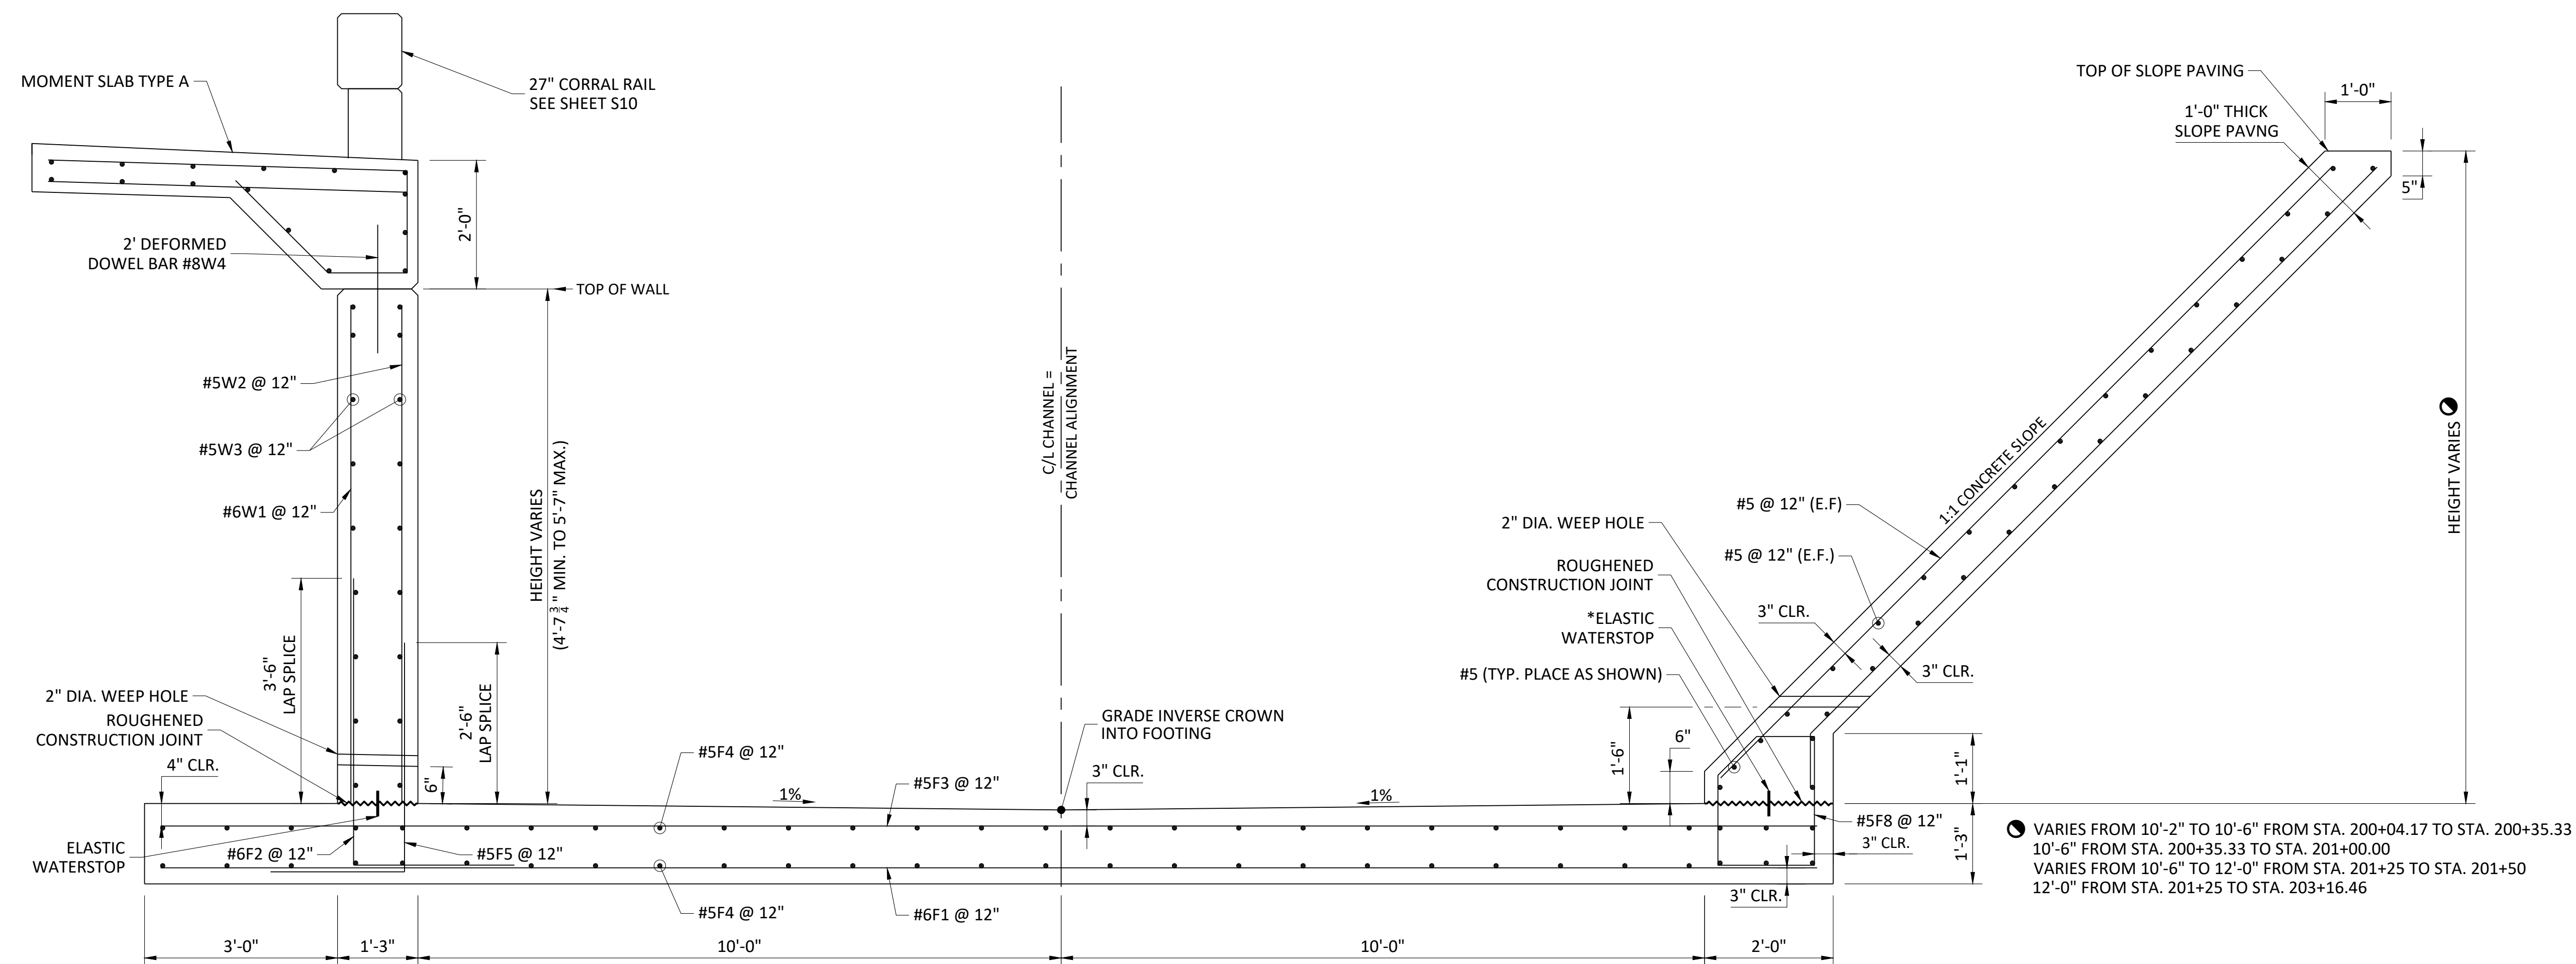 MOMENT SLAB TYPE A
27" CORRAL RAIL
SEE SHEET S10
2' DEFORMED
DOWEL BAR #8W4
2'-0"
TOP OF WALL
#5W2 @ 12"
#5W3 @ 12"
#6W1 @ 12"
HEIGHT VARIES
(4'-7 3/4" MIN. TO 5'-7" MAX.)
3'-6"
LAP SPLICE
2'-6"
LAP SPLICE
2" DIA. WEEP HOLE
ROUGHENED
CONSTRUCTION JOINT
4" CLR.
6"
ELASTIC
WATERSTOP
#6F2 @ 12"
#5F5 @ 12"
#5F4 @ 12"
#5F4 @ 12"
#5F3 @ 12"
#6F1 @ 12"
1%
C/L CHANNEL =
CHANNEL ALIGNMENT
GRADE INVERSE CROWN
INTO FOOTING
3" CLR.
1%
TOP OF SLOPE PAVING
1'-0"
1'-0" THICK
SLOPE PAVNG
5"
HEIGHT VARIES
1:1 CONCRETE SLOPE
#5 @ 12" (E.F)
#5 @ 12" (E.F.)
2" DIA. WEEP HOLE
ROUGHENED
CONSTRUCTION JOINT
*ELASTIC
WATERSTOP
#5 (TYP. PLACE AS SHOWN)
3" CLR.
3" CLR.
1'-6"
6"
1'-1"
1'-3"
#5F8 @ 12"
3" CLR.
3" CLR.
VARIES FROM 10'-2" TO 10'-6" FROM STA. 200+04.17 TO STA. 200+35.33
10'-6" FROM STA. 200+35.33 TO STA. 201+00.00
VARIES FROM 10'-6" TO 12'-0" FROM STA. 201+25 TO STA. 201+50
12'-0" FROM STA. 201+25 TO STA. 203+16.46
3'-0"
1'-3"
10'-0"
10'-0"
2'-0"